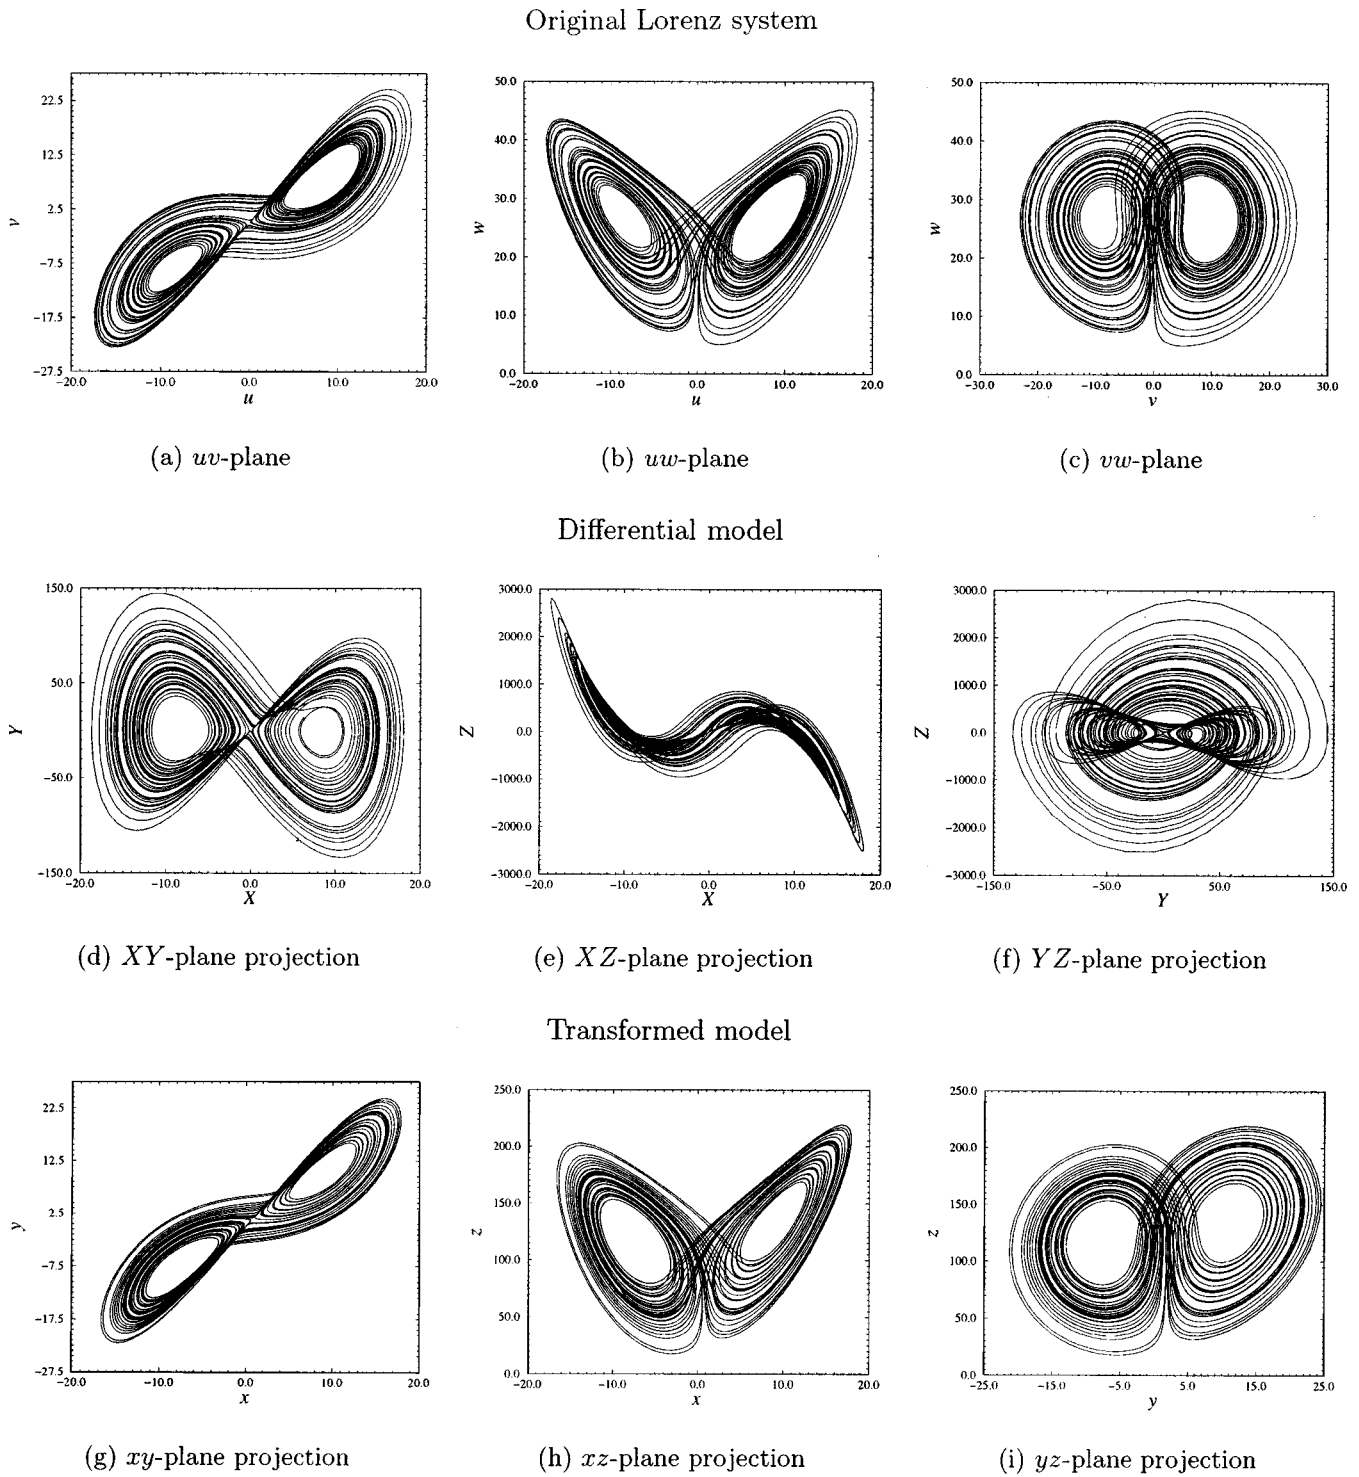 Original Lorenz system
22.5
12.5
2.5
−7.5
−17.5
−27.5
v
−20.0 −10.0 0.0 10.0 20.0
u
50.0
40.0
30.0
20.0
10.0
0.0
w
−20.0 −10.0 0.0 10.0 20.0
u
50.0
40.0
30.0
20.0
10.0
0.0
w
−30.0 −20.0 −10.0 0.0 10.0 20.0 30.0
v
(a) uv-plane
(b) uw-plane
(c) vw-plane
Differential model
150.0
50.0
−50.0
−150.0
Y
−20.0 −10.0 0.0 10.0 20.0
X
3000.0
2000.0
1000.0
0.0
−1000.0
−2000.0
−3000.0
Z
−20.0 −10.0 0.0 10.0 20.0
X
3000.0
2000.0
1000.0
0.0
−1000.0
−2000.0
−3000.0
Z
−150.0 −50.0 50.0 150.0
Y
(d) XY-plane projection
(e) XZ-plane projection
(f) YZ-plane projection
Transformed model
22.5
12.5
2.5
−7.5
−17.5
−27.5
y
−20.0 −10.0 0.0 10.0 20.0
x
250.0
200.0
150.0
100.0
50.0
0.0
z
−20.0 −10.0 0.0 10.0 20.0
x
250.0
200.0
150.0
100.0
50.0
0.0
z
−25.0 −15.0 −5.0 5.0 15.0 25.0
y
(g) xy-plane projection
(h) xz-plane projection
(i) yz-plane projection